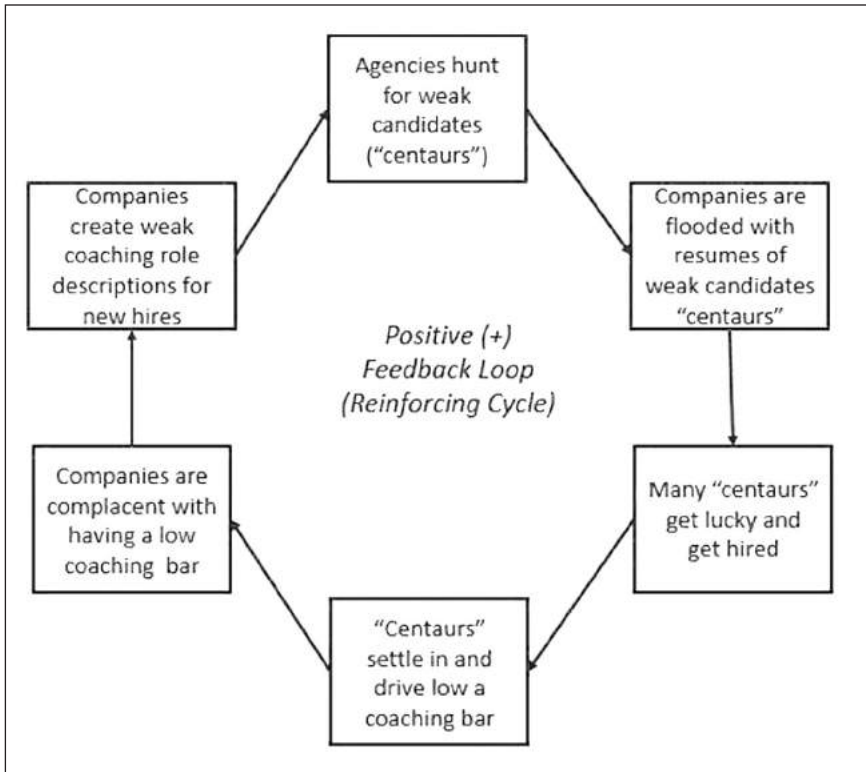 Agencies hunt
for weak
candidates
(“centaurs”)
Companies are
flooded with
resumes of
weak candidates
“centaurs”
Many “centaurs”
get lucky and
get hired
“Centaurs”
settle in and
drive low a
coaching bar
Companies are
complacent with
having a low
coaching bar
Companies
create weak
coaching role
descriptions for
new hires
Positive (+)
Feedback Loop
(Reinforcing Cycle)